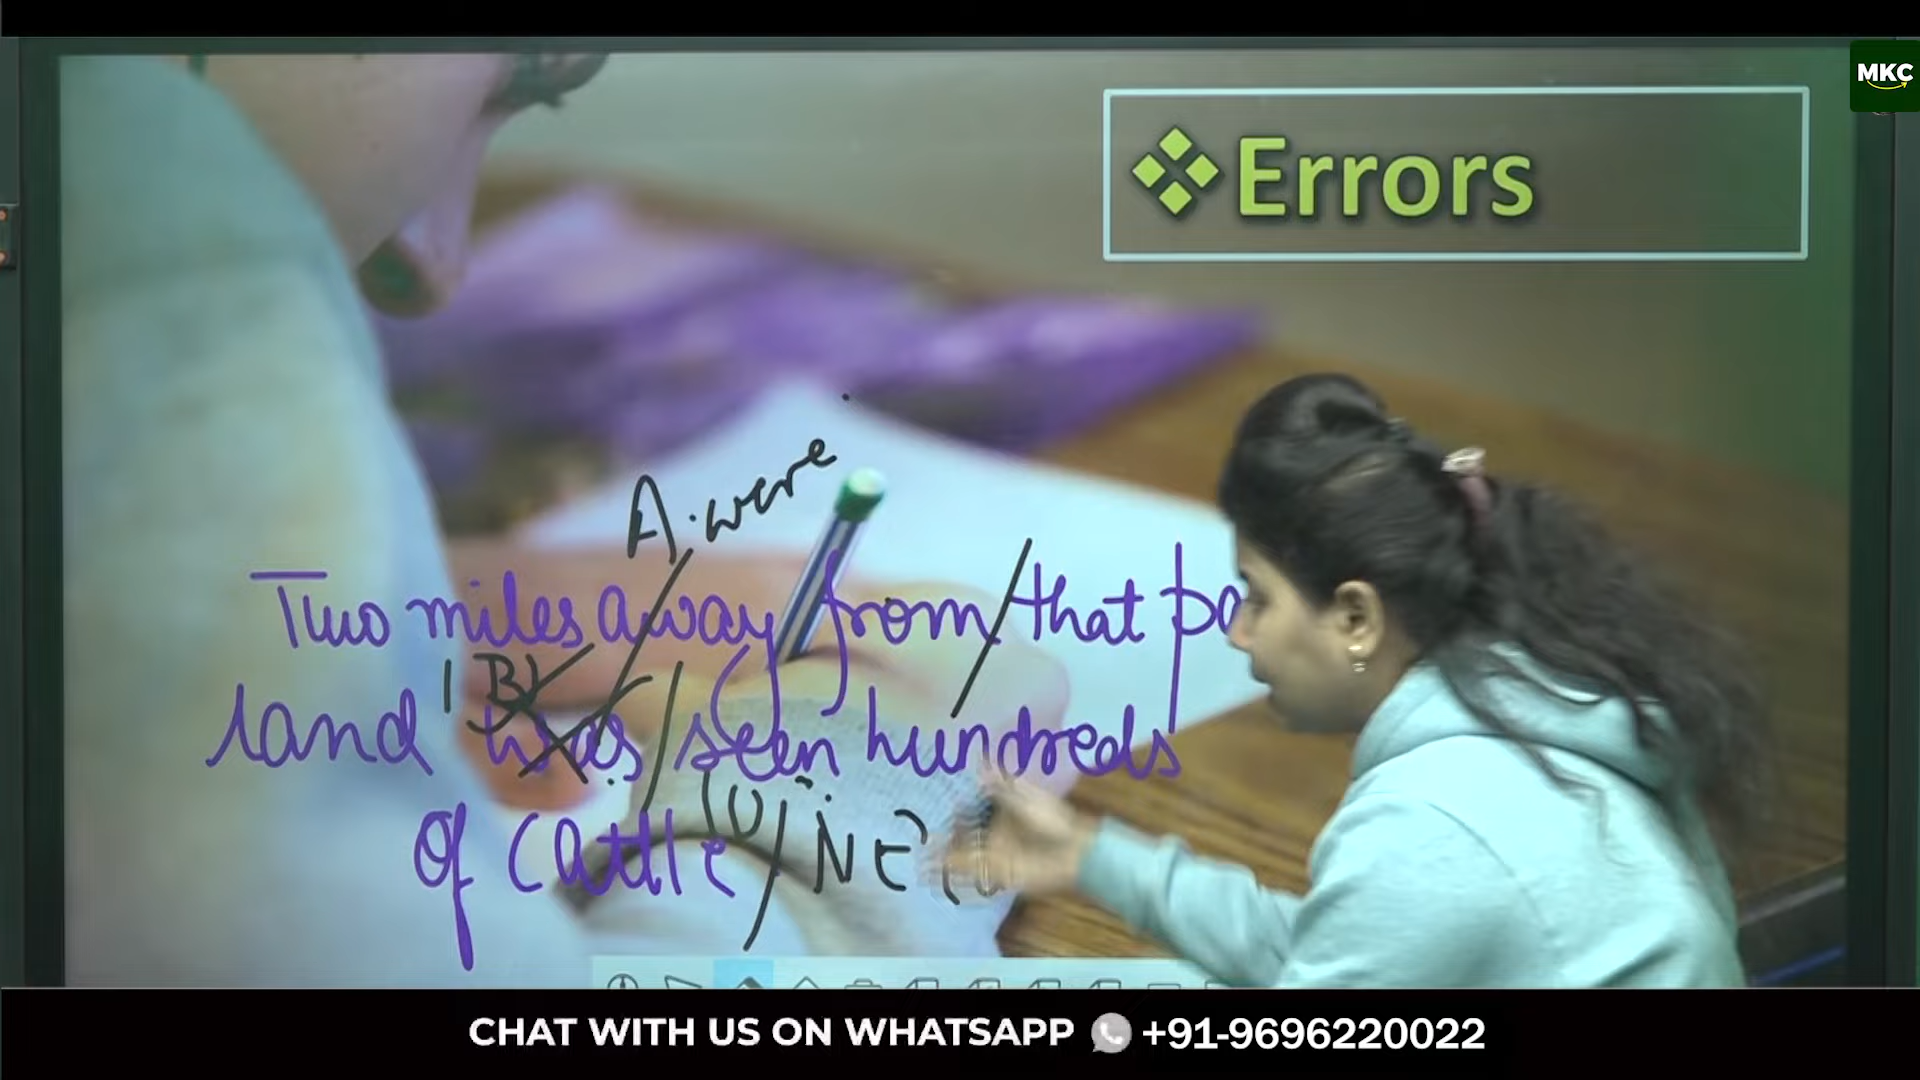 MKC
❖ Errors
A. were
Two miles away from / that pa
(B)
land was / seen hundreds
of cattle / NE
CHAT WITH US ON WHATSAPP +91-9696220022